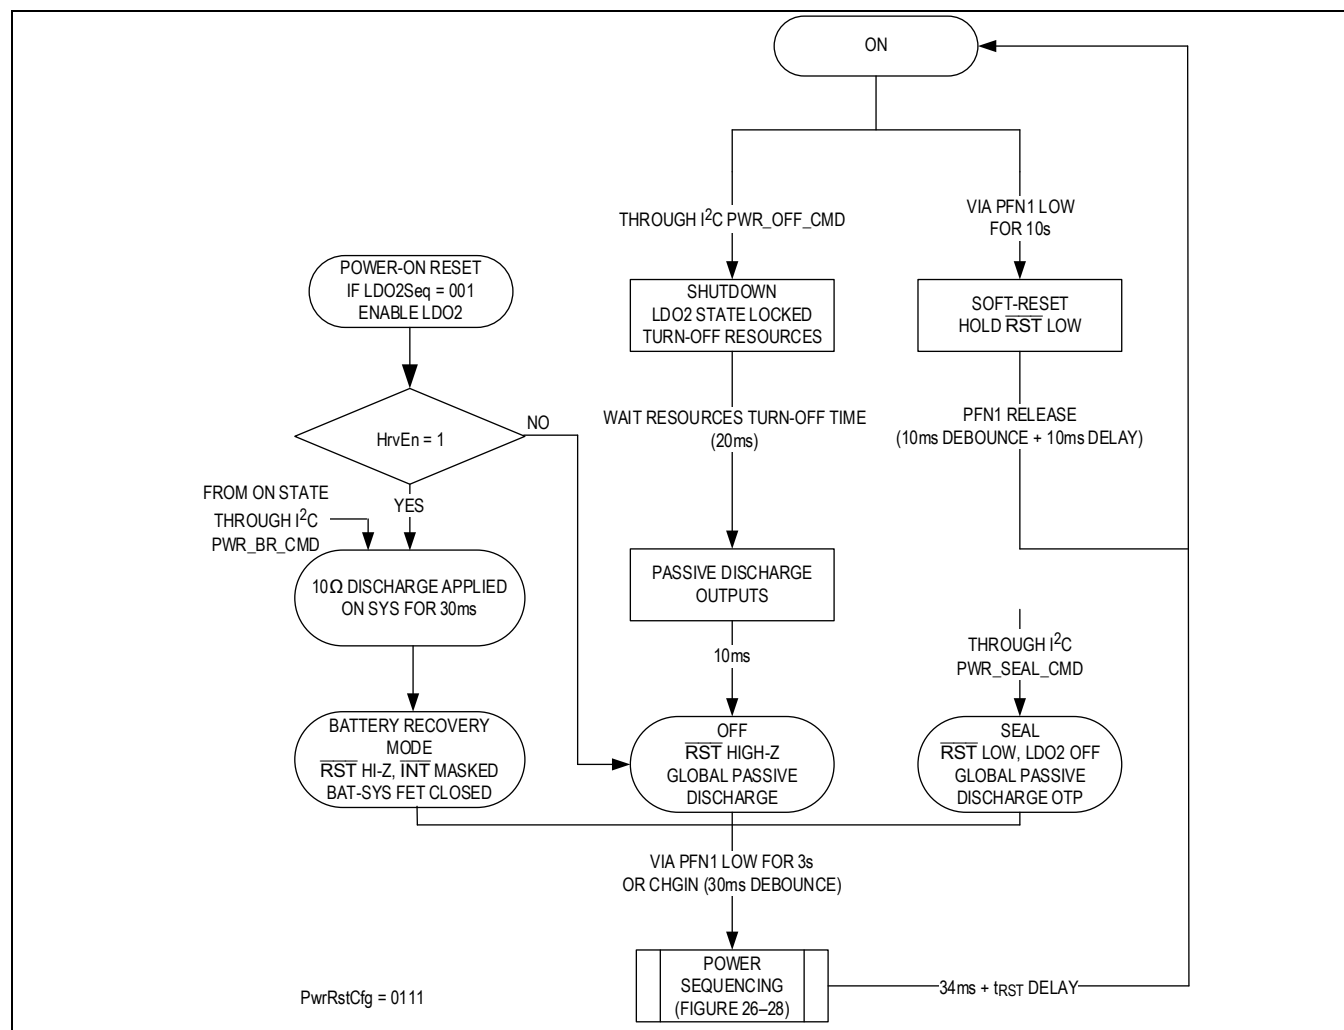 ON
THROUGH I²C PWR_OFF_CMD
VIA PFN1 LOW
FOR 10s
POWER-ON RESET
IF LDO2Seq = 001
ENABLE LDO2
SHUTDOWN
LDO2 STATE LOCKED
TURN-OFF RESOURCES
SOFT-RESET
HOLD R̅S̅T̅ LOW
HrvEn = 1
NO
YES
WAIT RESOURCES TURN-OFF TIME
(20ms)
PFN1 RELEASE
(10ms DEBOUNCE + 10ms DELAY)
FROM ON STATE
THROUGH I²C
PWR_BR_CMD
10Ω DISCHARGE APPLIED
ON SYS FOR 30ms
PASSIVE DISCHARGE
OUTPUTS
10ms
THROUGH I²C
PWR_SEAL_CMD
BATTERY RECOVERY
MODE
R̅S̅T̅ HI-Z, I̅N̅T̅ MASKED
BAT-SYS FET CLOSED
OFF
R̅S̅T̅ HIGH-Z
GLOBAL PASSIVE
DISCHARGE
SEAL
R̅S̅T̅ LOW, LDO2 OFF
GLOBAL PASSIVE
DISCHARGE OTP
VIA PFN1 LOW FOR 3s
OR CHGIN (30ms DEBOUNCE)
POWER
SEQUENCING
(FIGURE 26–28)
34ms + tRST DELAY
PwrRstCfg = 0111